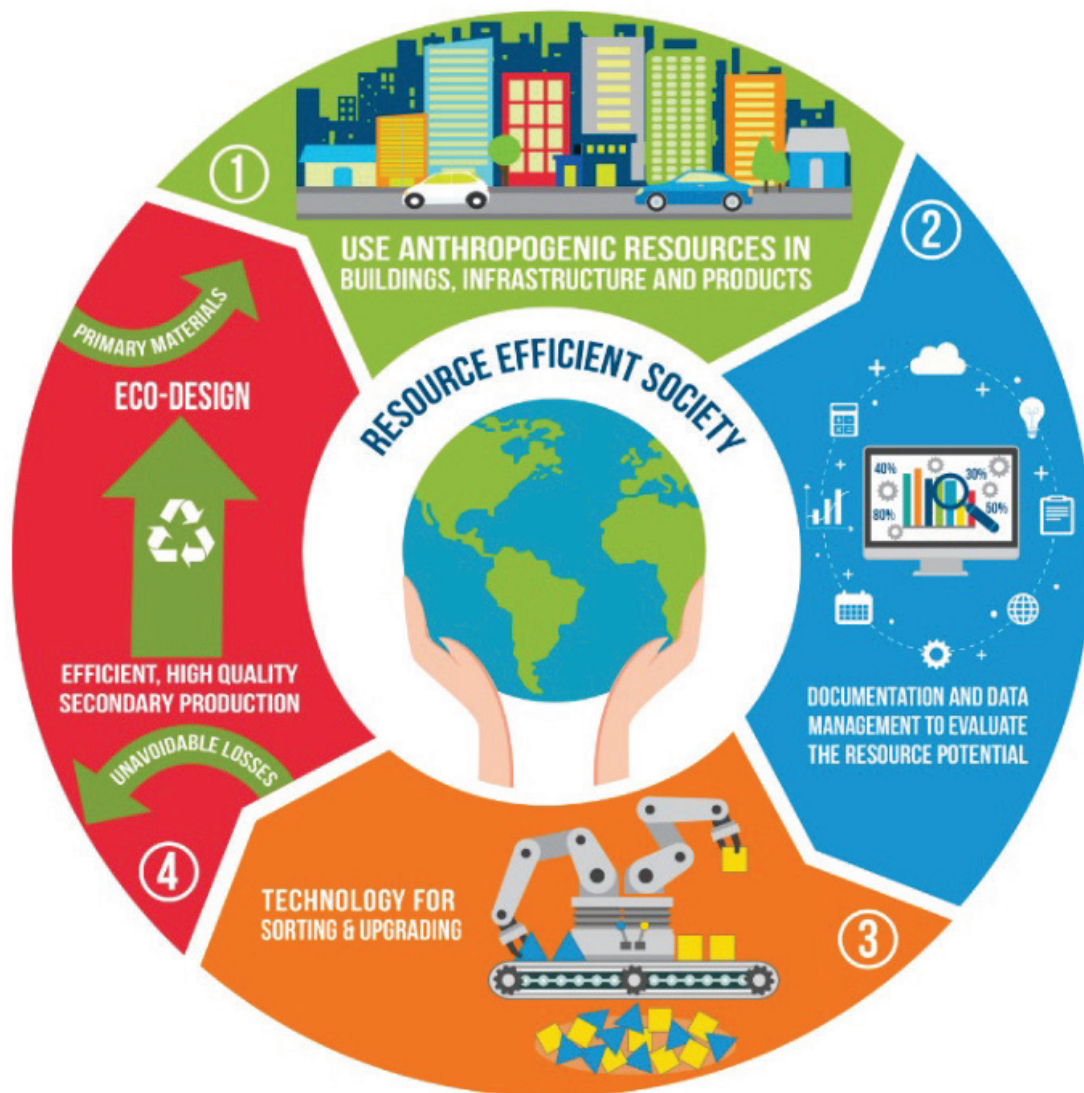 1
USE ANTHROPOGENIC RESOURCES IN
BUILDINGS, INFRASTRUCTURE AND PRODUCTS
2
40%
30%
80%
50%
DOCUMENTATION AND DATA
MANAGEMENT TO EVALUATE
THE RESOURCE POTENTIAL
3
TECHNOLOGY FOR
SORTING & UPGRADING
4
UNAVOIDABLE LOSSES
EFFICIENT, HIGH QUALITY
SECONDARY PRODUCTION
ECO-DESIGN
PRIMARY MATERIALS
RESOURCE EFFICIENT SOCIETY